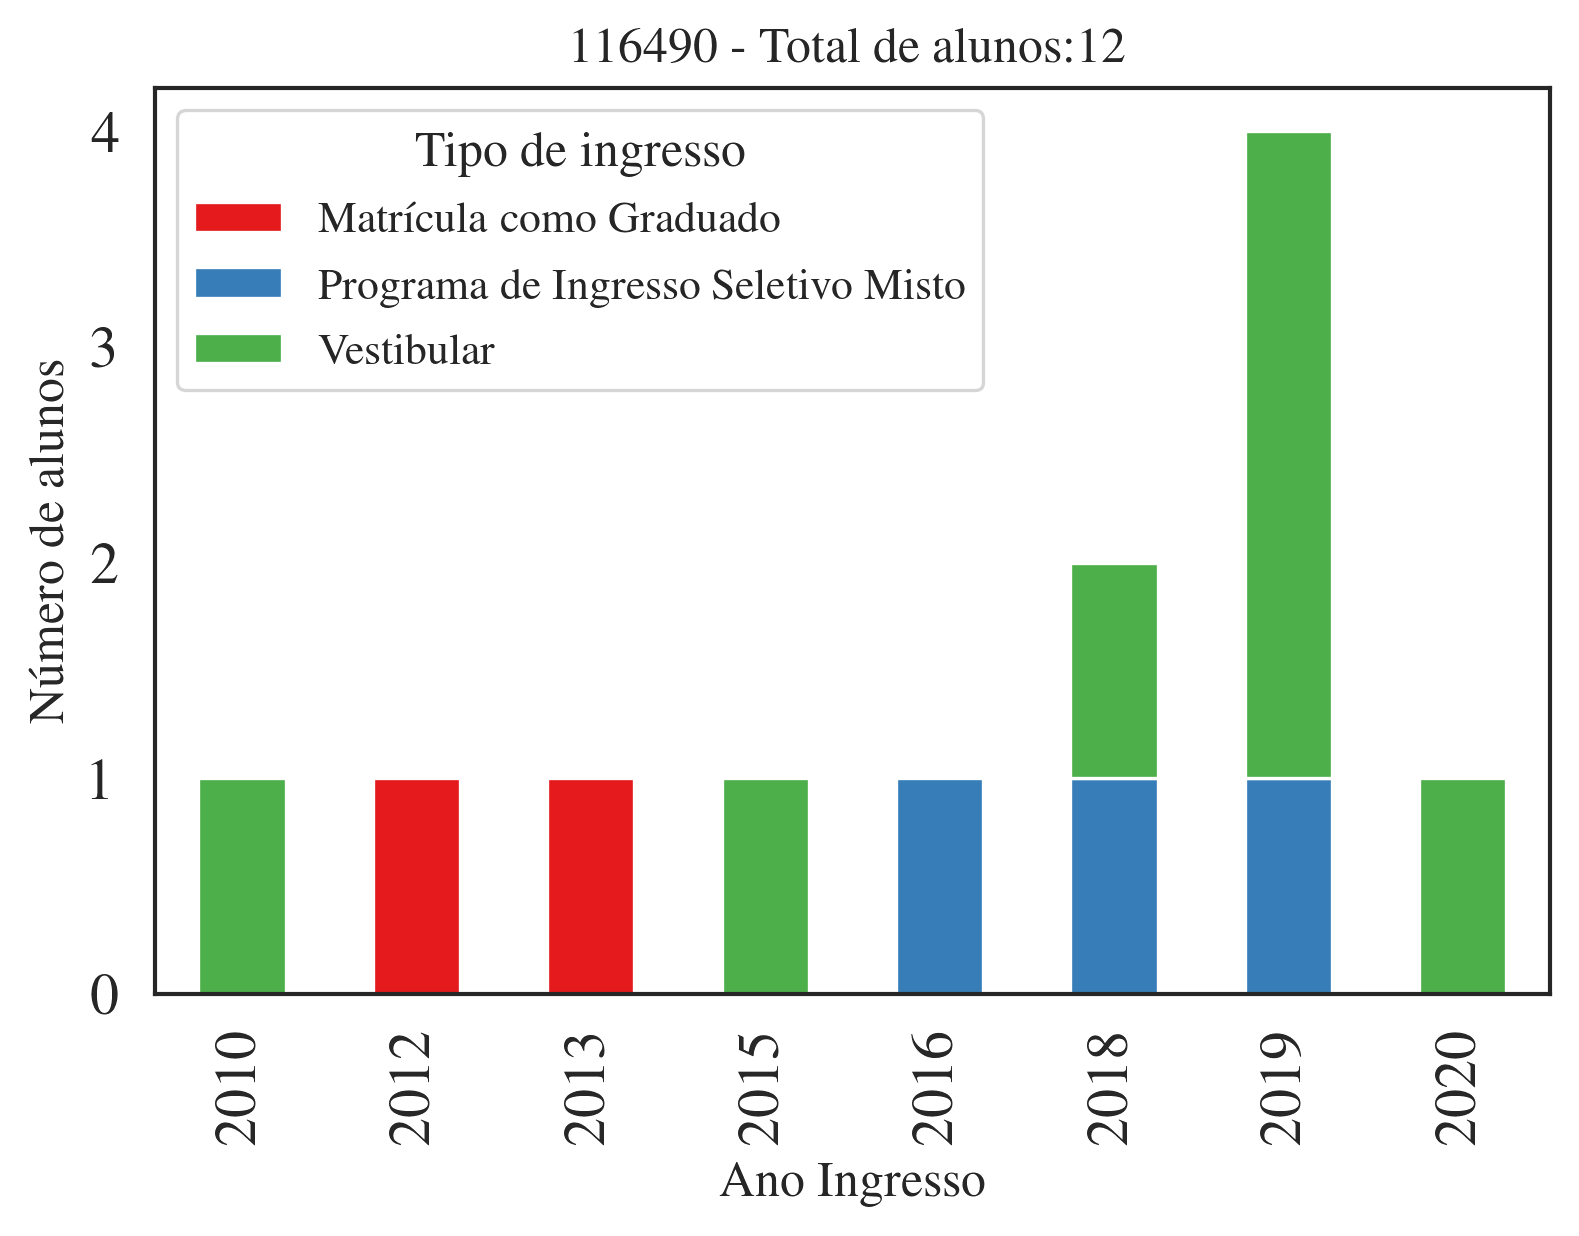 116490 - Total de alunos:12
Tipo de ingresso
Matrícula como Graduado
Programa de Ingresso Seletivo Misto
Vestibular
Número de alunos
4
3
2
1
0
2010
2012
2013
2015
2016
2018
2019
2020
Ano Ingresso